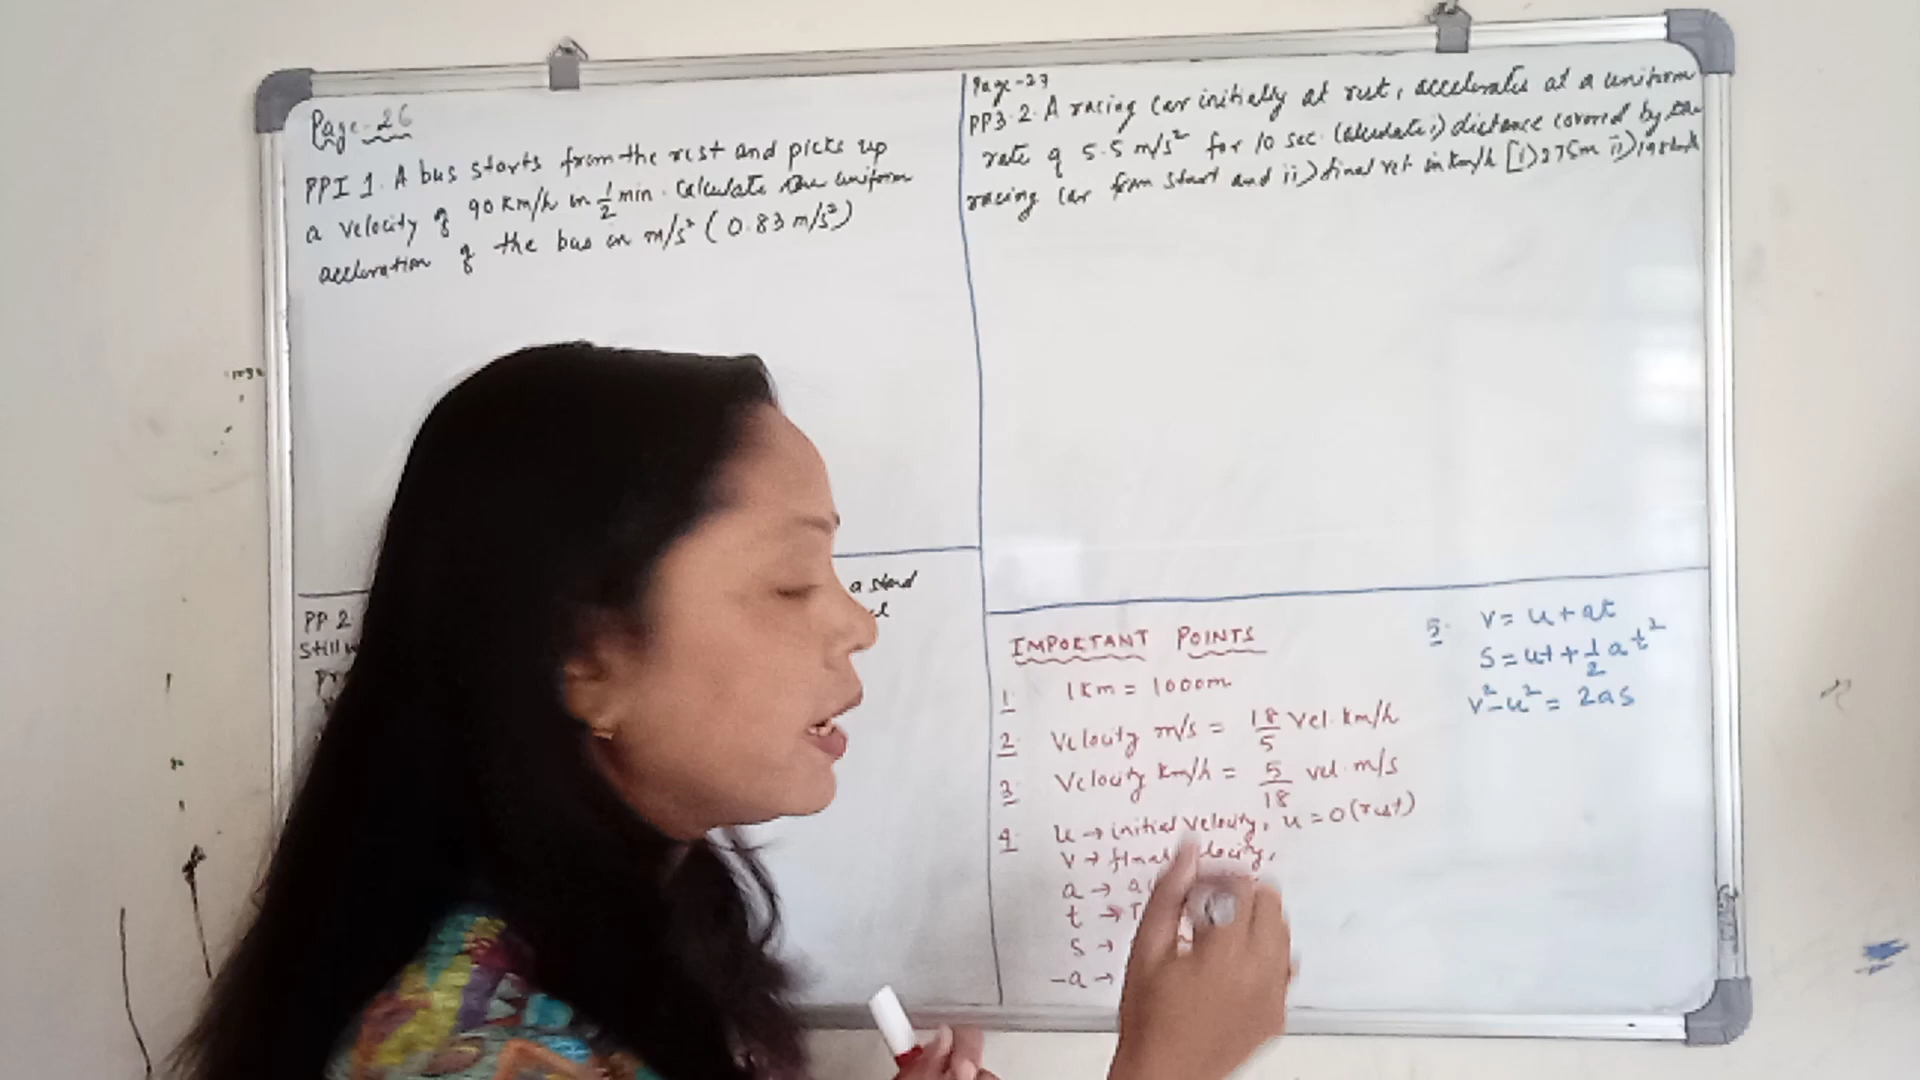 Page-26
PPI 1. A bus starts from the rest and picks up
a velocity of 90 km/h in 1/2 min. Calculate the uniform
accleration of the bus in m/s² (0.83 m/s²)
Page-27
PP3.2. A racing car initially at rest, accelerates at a uniform
rate of 5.5 m/s² for 10 sec. Calculate i) distance covered by the
racing car from start and ii) final vel in km/h [i) 275m ii) 198km/h
PP 2
a stand
still
IMPORTANT POINTS
1 1Km = 1000m
2 Velocity m/s = 18/5 Vel. km/h
3 Velocity km/h = 5/18 vel. m/s
4 u → initial velocity, u = 0 (rest)
v → final
a →
t →
s →
-a →
5. v = u + at
s = ut + 1/2 at²
v² - u² = 2as